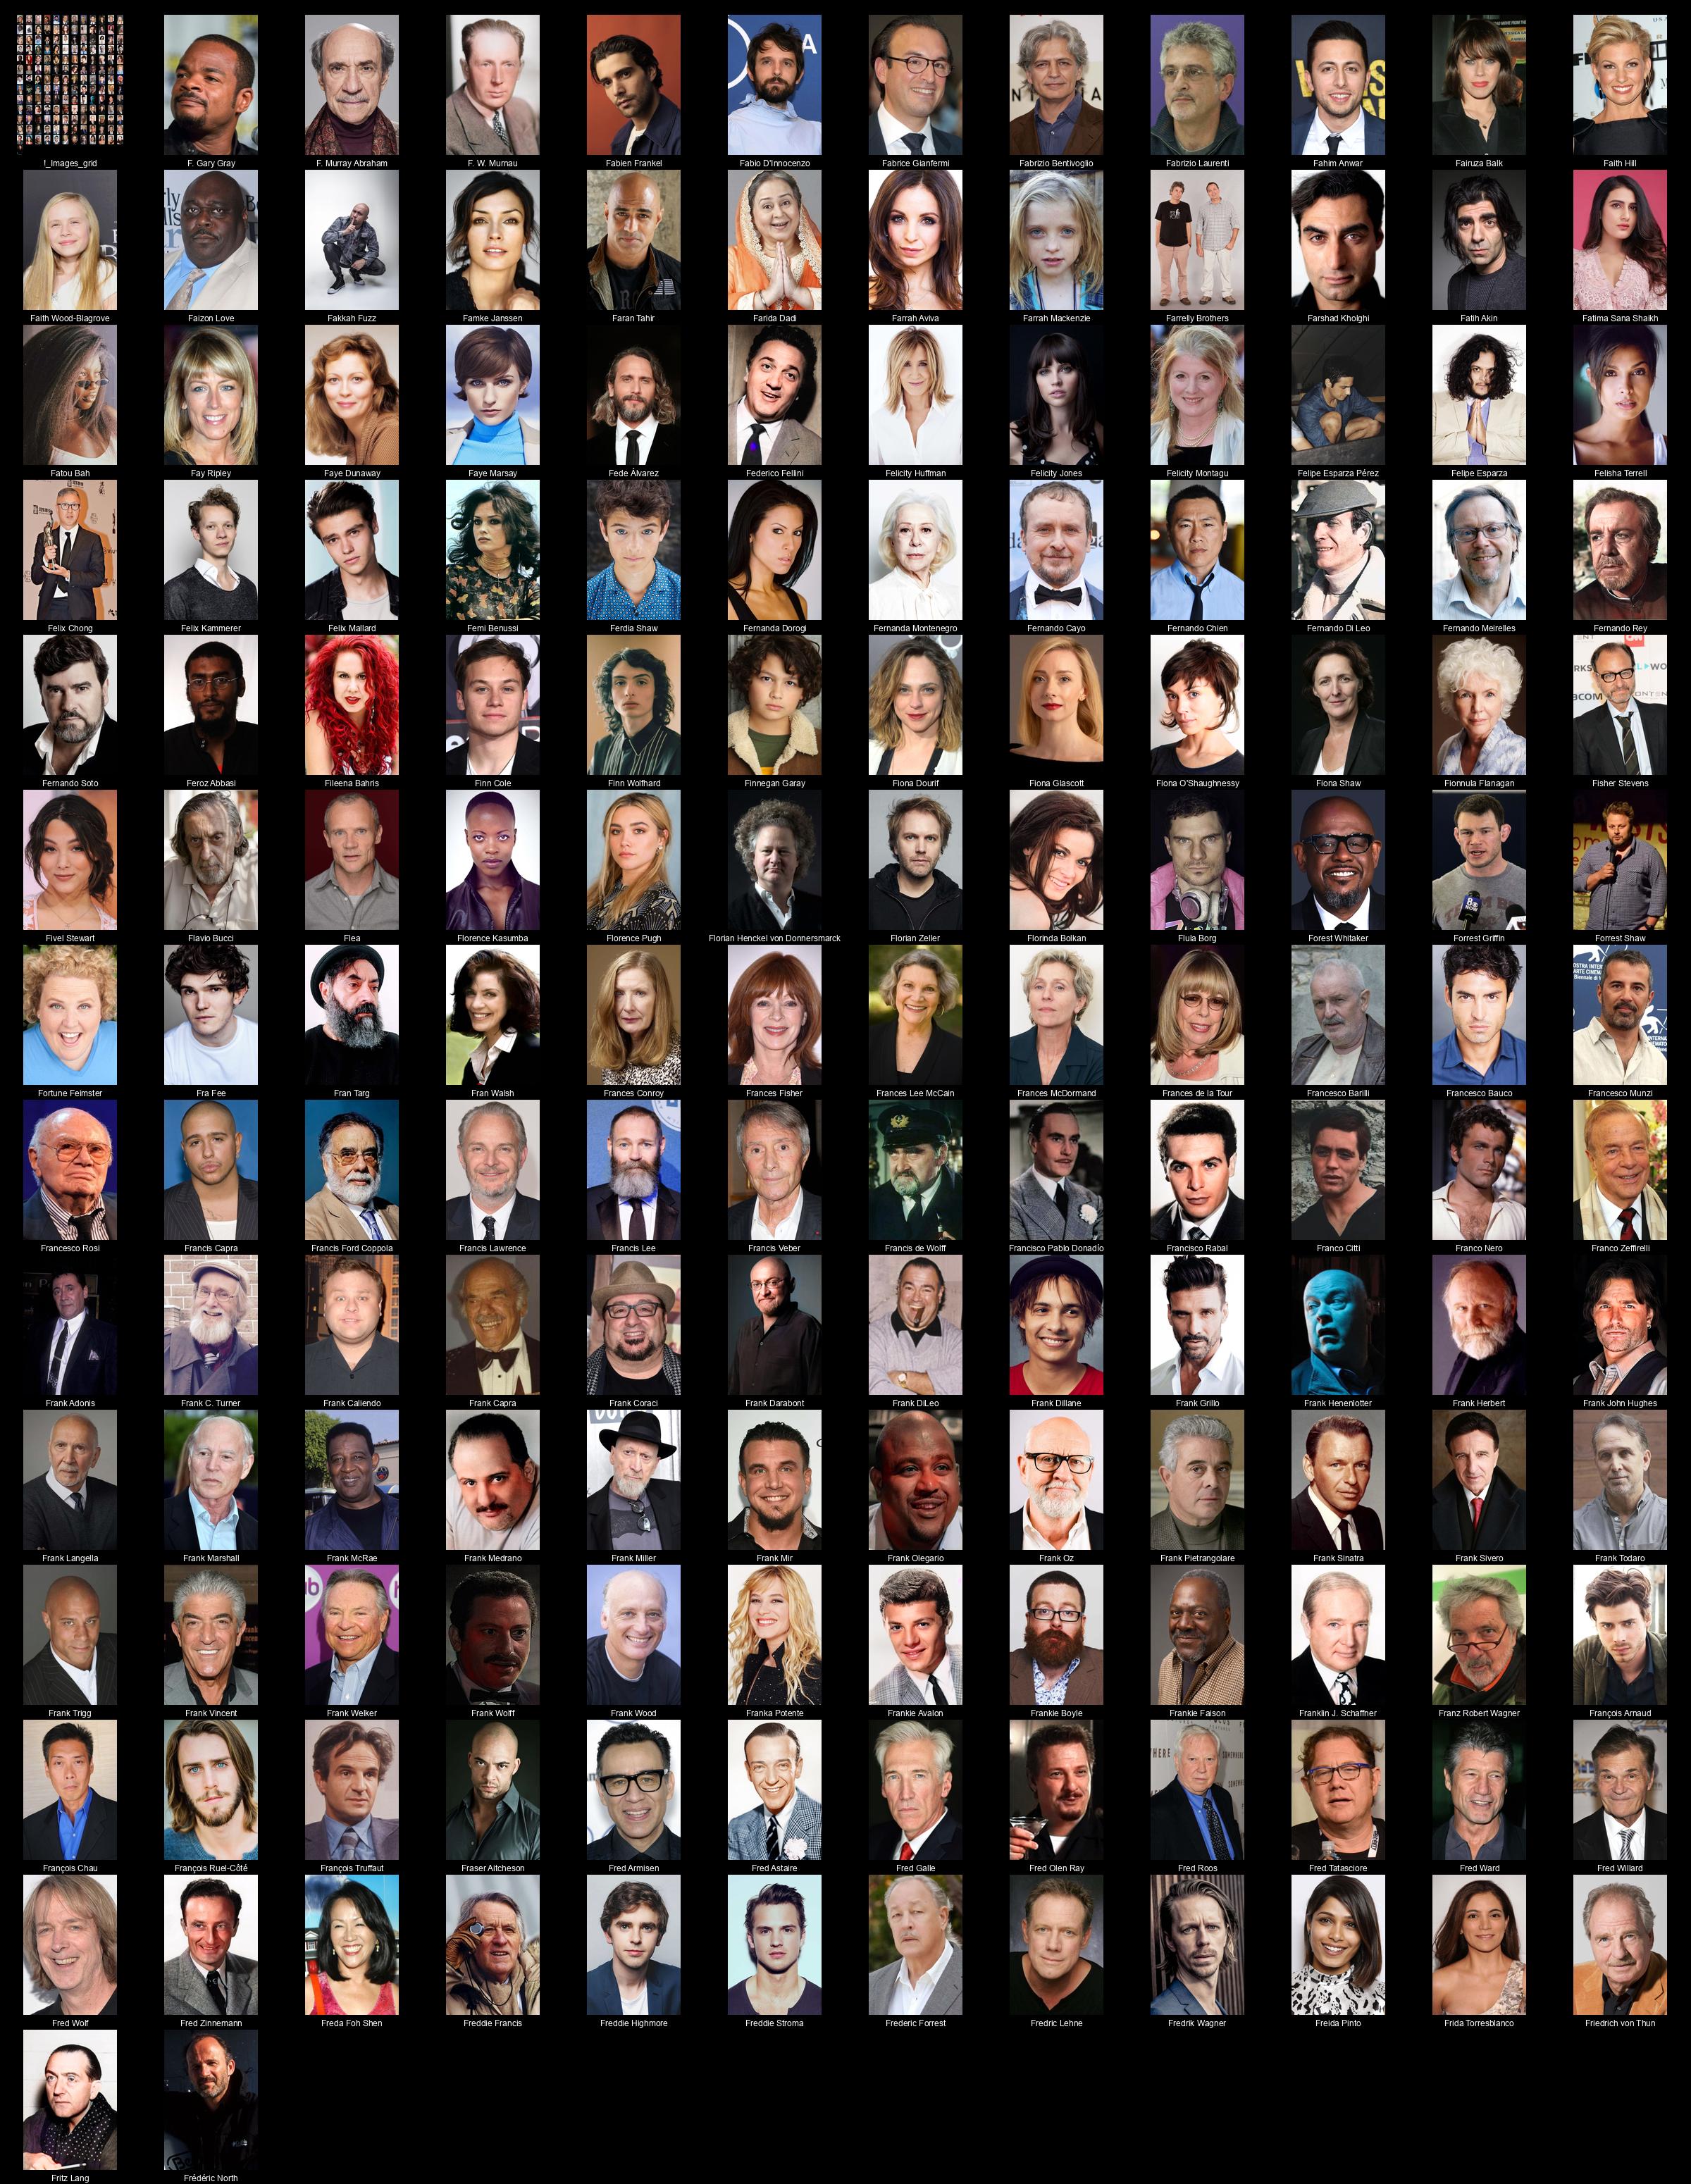 !_Images_grid
F. Gary Gray
F. Murray Abraham
F. W. Murnau
Fabien Frankel
Fabio D'Innocenzo
Fabrice Gianfermi
Fabrizio Bentivoglio
Fabrizio Laurenti
Fahim Anwar
Fairuza Balk
Faith Hill
Faith Wood-Blagrove
Faizon Love
Fakkah Fuzz
Famke Janssen
Faran Tahir
Farida Dadi
Farrah Aviva
Farrah Mackenzie
Farrelly Brothers
Farshad Kholghi
Fatih Akin
Fatima Sana Shaikh
Fatou Bah
Fay Ripley
Faye Dunaway
Faye Marsay
Fede Álvarez
Federico Fellini
Felicity Huffman
Felicity Jones
Felicity Montagu
Felipe Esparza Pérez
Felipe Esparza
Felisha Terrell
Felix Chong
Felix Kammerer
Felix Mallard
Femi Benussi
Ferdia Shaw
Fernanda Dorogi
Fernanda Montenegro
Fernando Cayo
Fernando Chien
Fernando Di Leo
Fernando Meirelles
Fernando Rey
Fernando Soto
Feroz Abbasi
Fileena Bahris
Finn Cole
Finn Wolfhard
Finnegan Garay
Fiona Dourif
Fiona Glascott
Fiona O'Shaughnessy
Fiona Shaw
Fionnula Flanagan
Fisher Stevens
Fivel Stewart
Flavio Bucci
Flea
Florence Kasumba
Florence Pugh
Florian Henckel von Donnersmarck
Florian Zeller
Florinda Bolkan
Flula Borg
Forest Whitaker
Forrest Griffin
Forrest Shaw
Fortune Feimster
Fra Fee
Fran Targ
Fran Walsh
Frances Conroy
Frances Fisher
Frances Lee McCain
Frances McDormand
Frances de la Tour
Francesco Barilli
Francesco Bauco
Francesco Munzi
Francesco Rosi
Francis Capra
Francis Ford Coppola
Francis Lawrence
Francis Lee
Francis Veber
Francis de Wolff
Francisco Pablo Donadío
Francisco Rabal
Franco Citti
Franco Nero
Franco Zeffirelli
Frank Adonis
Frank C. Turner
Frank Caliendo
Frank Capra
Frank Coraci
Frank Darabont
Frank DiLeo
Frank Dillane
Frank Grillo
Frank Henenlotter
Frank Herbert
Frank John Hughes
Frank Langella
Frank Marshall
Frank McRae
Frank Medrano
Frank Miller
Frank Mir
Frank Olegario
Frank Oz
Frank Pietrangolare
Frank Sinatra
Frank Sivero
Frank Todaro
Frank Trigg
Frank Vincent
Frank Welker
Frank Wolff
Frank Wood
Franka Potente
Frankie Avalon
Frankie Boyle
Frankie Faison
Franklin J. Schaffner
Franz Robert Wagner
François Arnaud
François Chau
François Ruel-Côté
François Truffaut
Fraser Aitcheson
Fred Armisen
Fred Astaire
Fred Galle
Fred Olen Ray
Fred Roos
Fred Tatasciore
Fred Ward
Fred Willard
Fred Wolf
Fred Zinnemann
Freda Foh Shen
Freddie Francis
Freddie Highmore
Freddie Stroma
Frederic Forrest
Fredric Lehne
Fredrik Wagner
Freida Pinto
Frida Torresblanco
Friedrich von Thun
Fritz Lang
Frédéric North